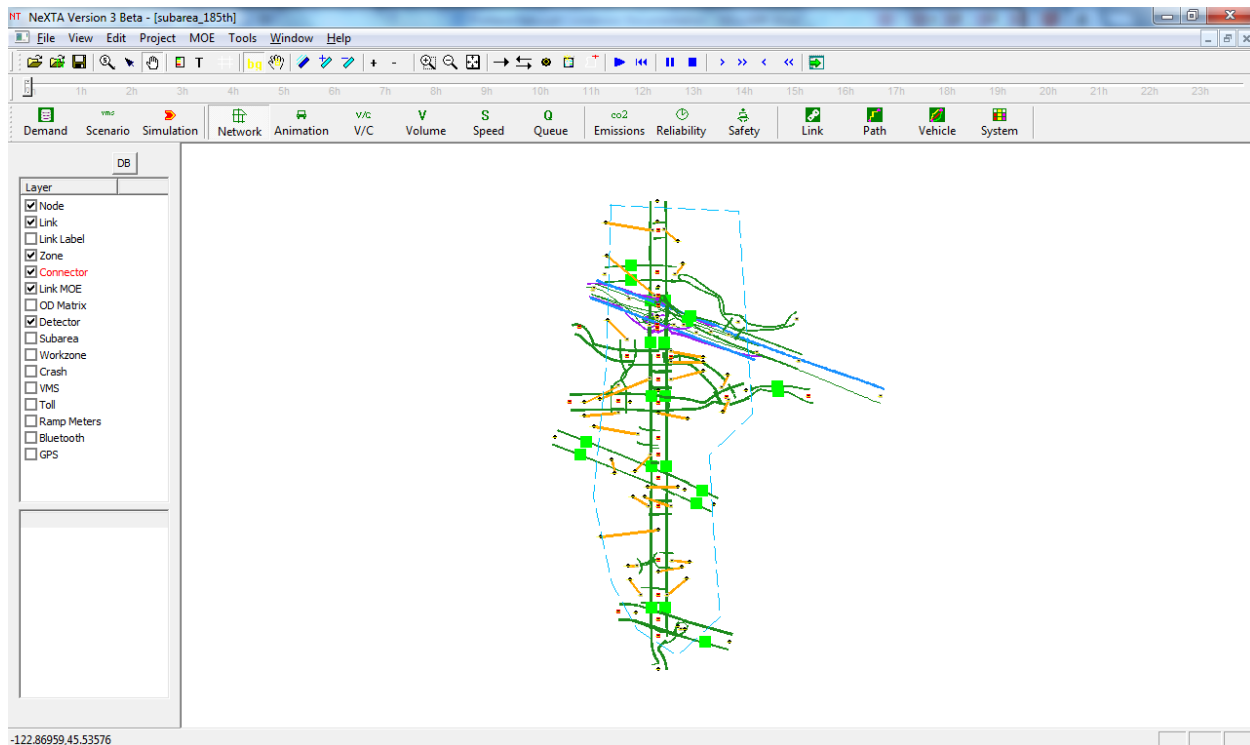 NT NeXTA Version 3 Beta - [subarea_185th]
File View Edit Project MOE Tools Window Help
T hq + -
1h 2h 3h 4h 5h 6h 7h 8h 9h 10h 11h 12h 13h 14h 15h 16h 17h 18h 19h 20h 21h 22h 23h
vms V/C V S Q co2
Demand Scenario Simulation Network Animation V/C Volume Speed Queue Emissions Reliability Safety Link Path Vehicle System
DB
Layer
Node
Link
Link Label
Zone
Connector
Link MOE
OD Matrix
Detector
Subarea
Workzone
Crash
VMS
Toll
Ramp Meters
Bluetooth
GPS
-122.86959,45.53576